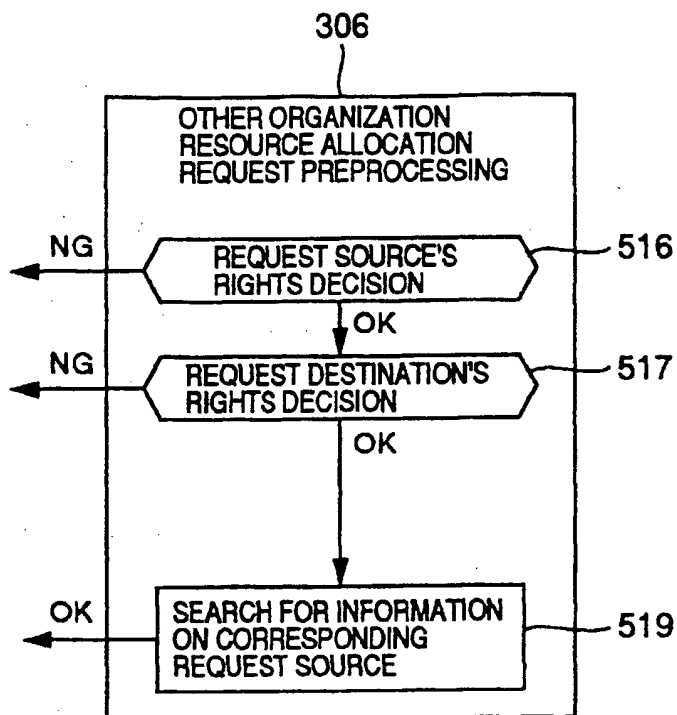 306
OTHER ORGANIZATION
RESOURCE ALLOCATION
REQUEST PREPROCESSING
NG
REQUEST SOURCE'S
RIGHTS DECISION
516
OK
NG
REQUEST DESTINATION'S
RIGHTS DECISION
517
OK
OK
SEARCH FOR INFORMATION
ON CORRESPONDING
REQUEST SOURCE
519